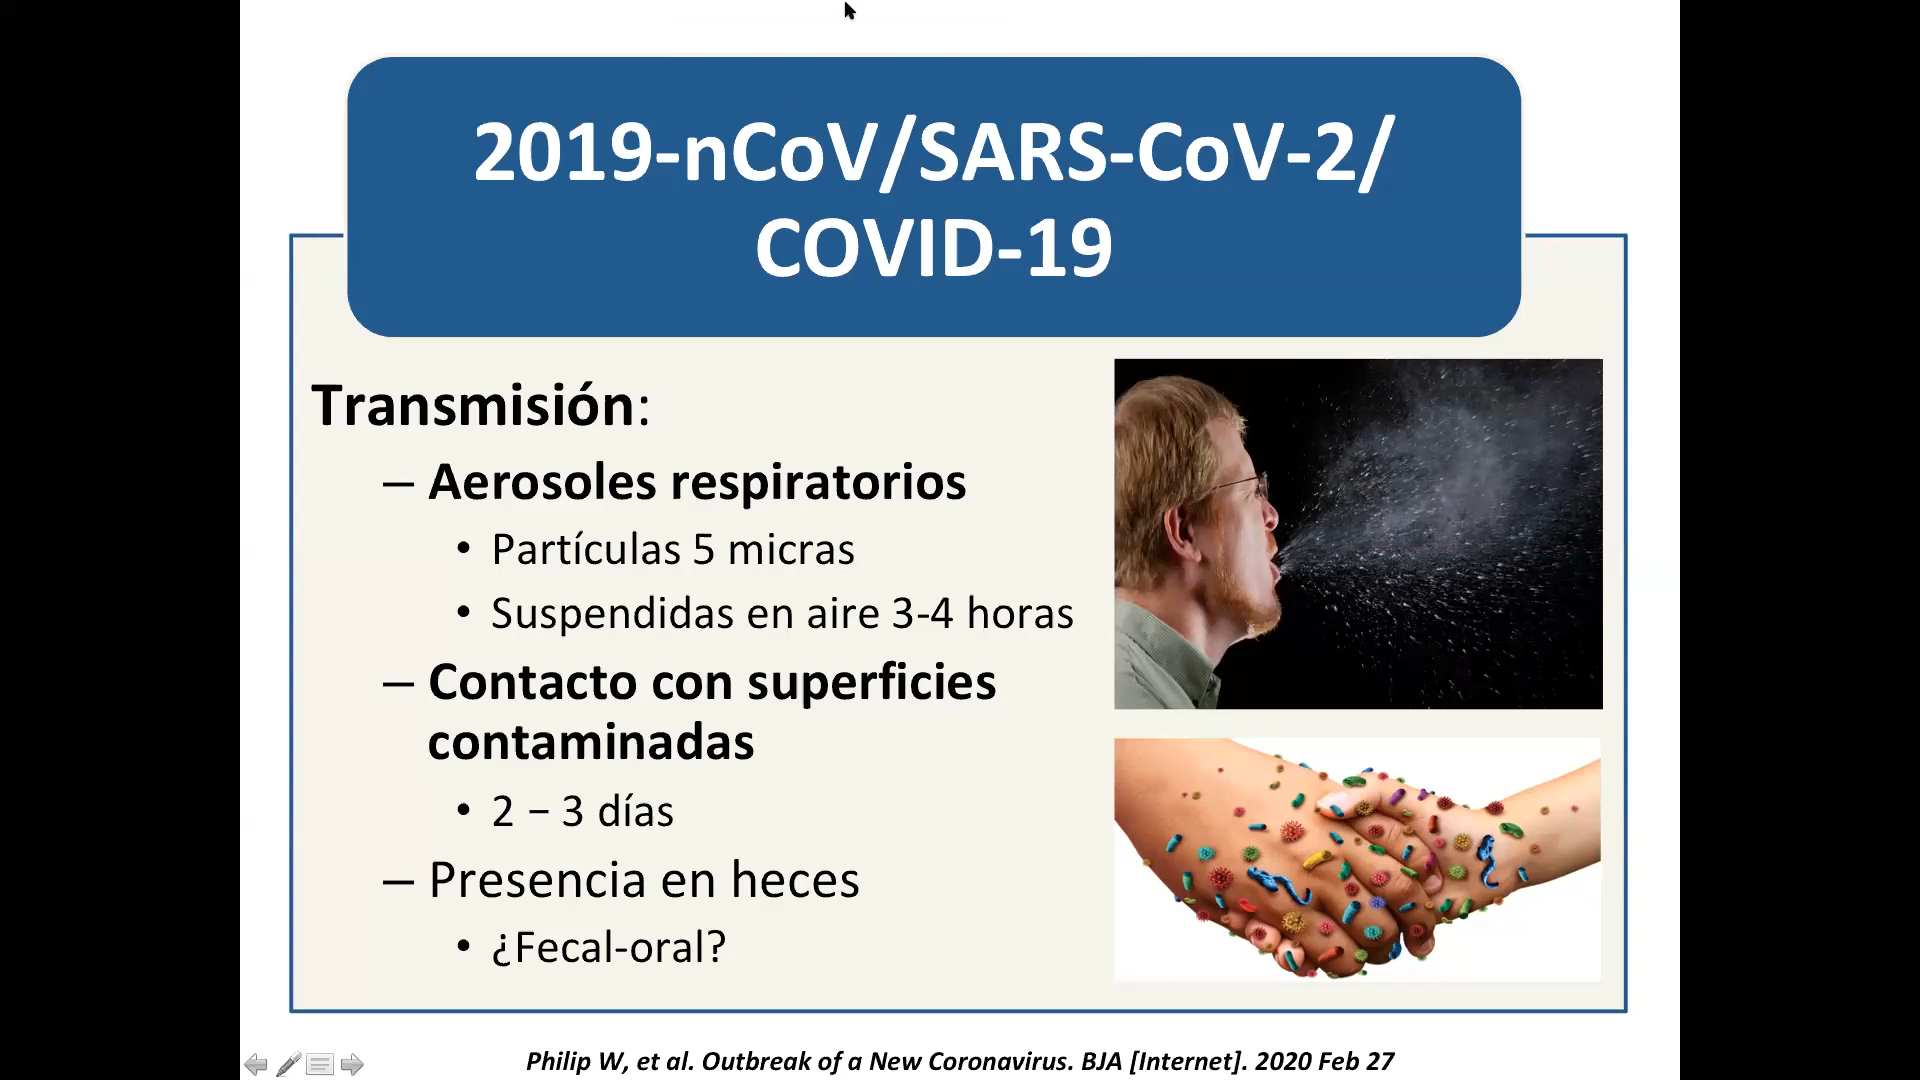 2019-nCoV/SARS-CoV-2/
COVID-19
Transmisión:
– Aerosoles respiratorios
• Partículas 5 micras
• Suspendidas en aire 3-4 horas
– Contacto con superficies
contaminadas
• 2 – 3 días
– Presencia en heces
• ¿Fecal-oral?
Philip W, et al. Outbreak of a New Coronavirus. BJA [Internet]. 2020 Feb 27